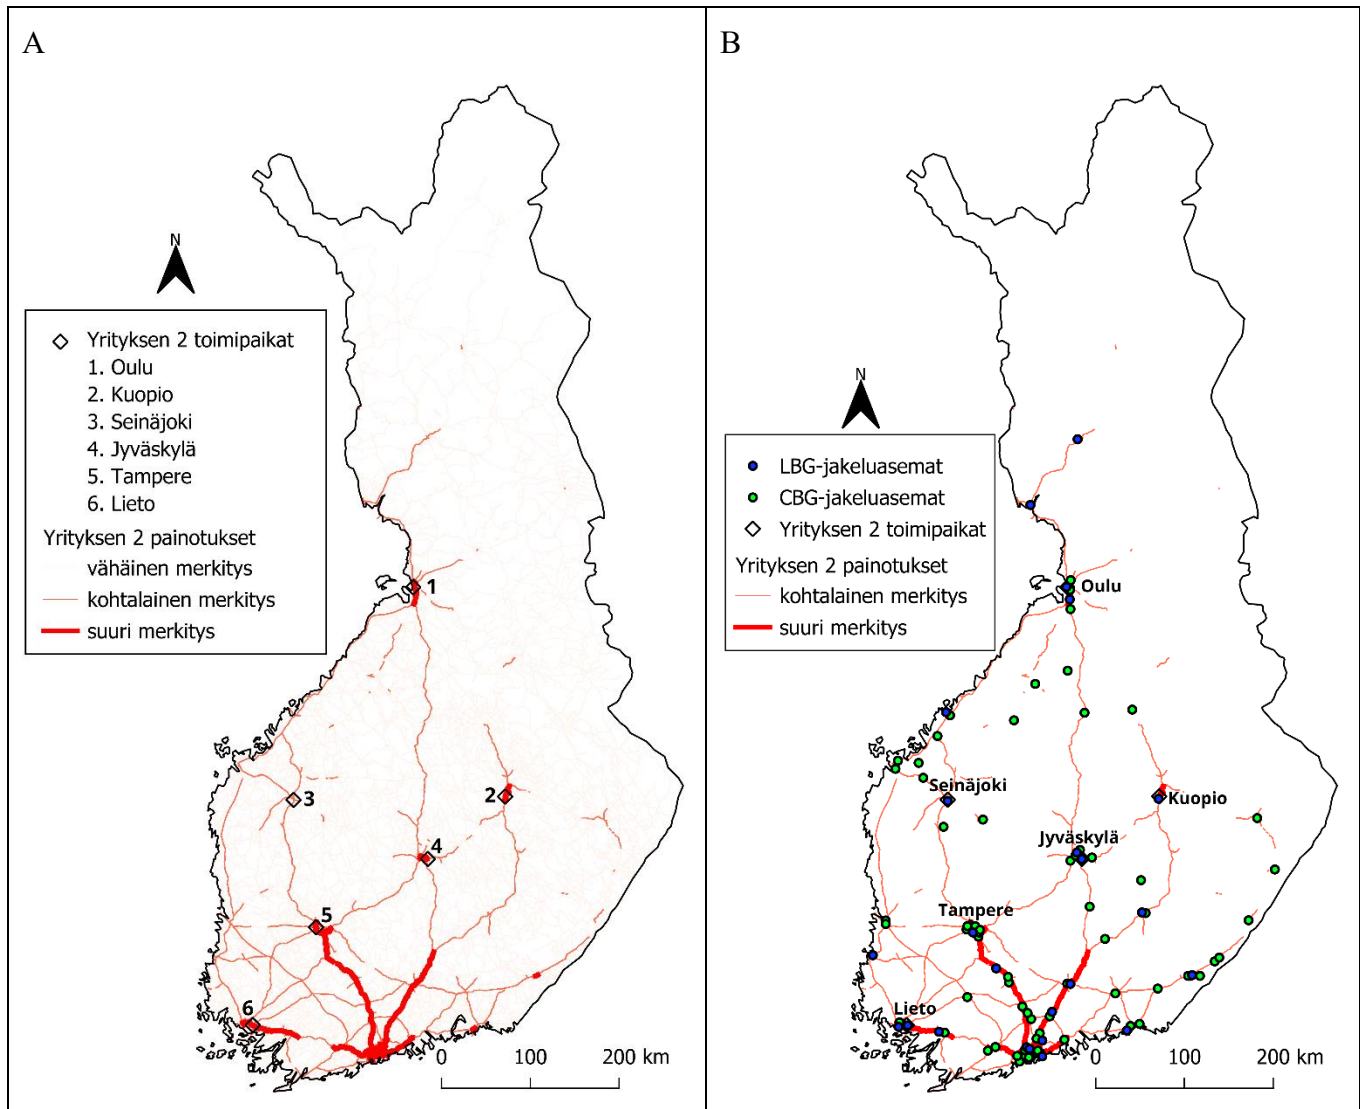 A
N
Yrityksen 2 toimipaikat
1. Oulu
2. Kuopio
3. Seinäjoki
4. Jyväskylä
5. Tampere
6. Lieto
Yrityksen 2 painotukset
vähäinen merkitys
kohtalainen merkitys
suuri merkitys
1
2
3
4
5
6
0 100 200 km
B
N
LBG-jakeluasemat
CBG-jakeluasemat
Yrityksen 2 toimipaikat
Yrityksen 2 painotukset
kohtalainen merkitys
suuri merkitys
Oulu
Seinäjoki
Kuopio
Jyväskylä
Tampere
Lieto
0 100 200 km